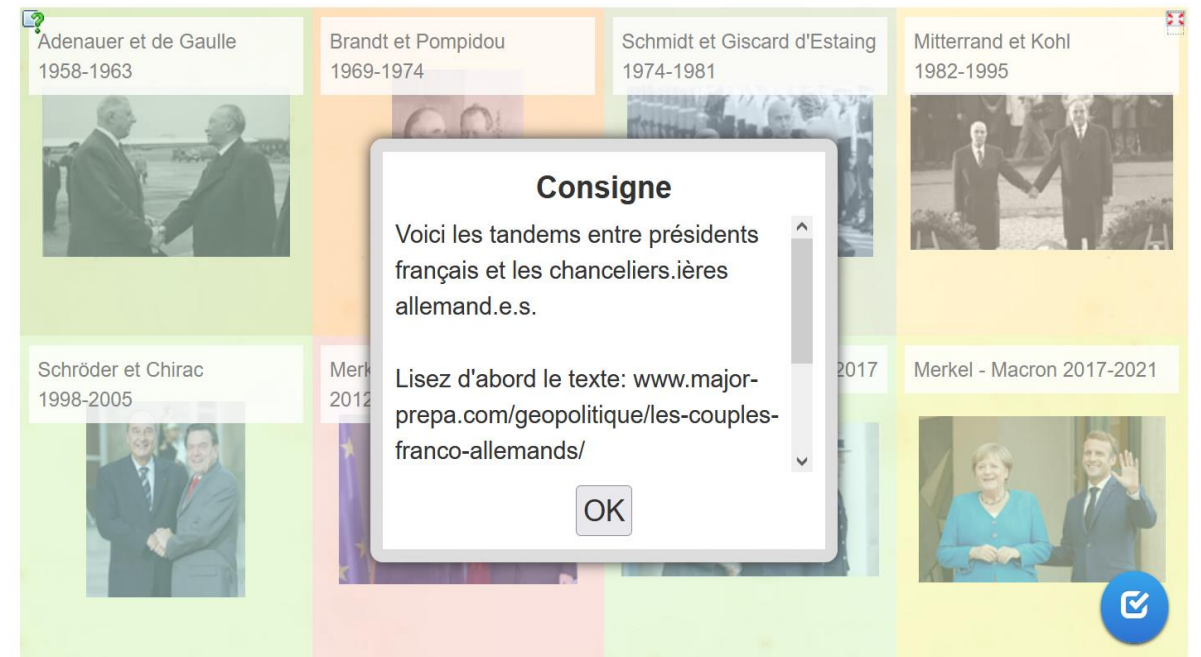 Adenauer et de Gaulle
1958-1963
Brandt et Pompidou
1969-1974
Schmidt et Giscard d'Estaing
1974-1981
Mitterrand et Kohl
1982-1995
Consigne
Voici les tandems entre présidents
français et les chanceliers.ières
allemand.e.s.
Lisez d'abord le texte: www.major-
prepa.com/geopolitique/les-couples-
franco-allemands/
OK
Schröder et Chirac
1998-2005
2012
2017
Merkel - Macron 2017-2021